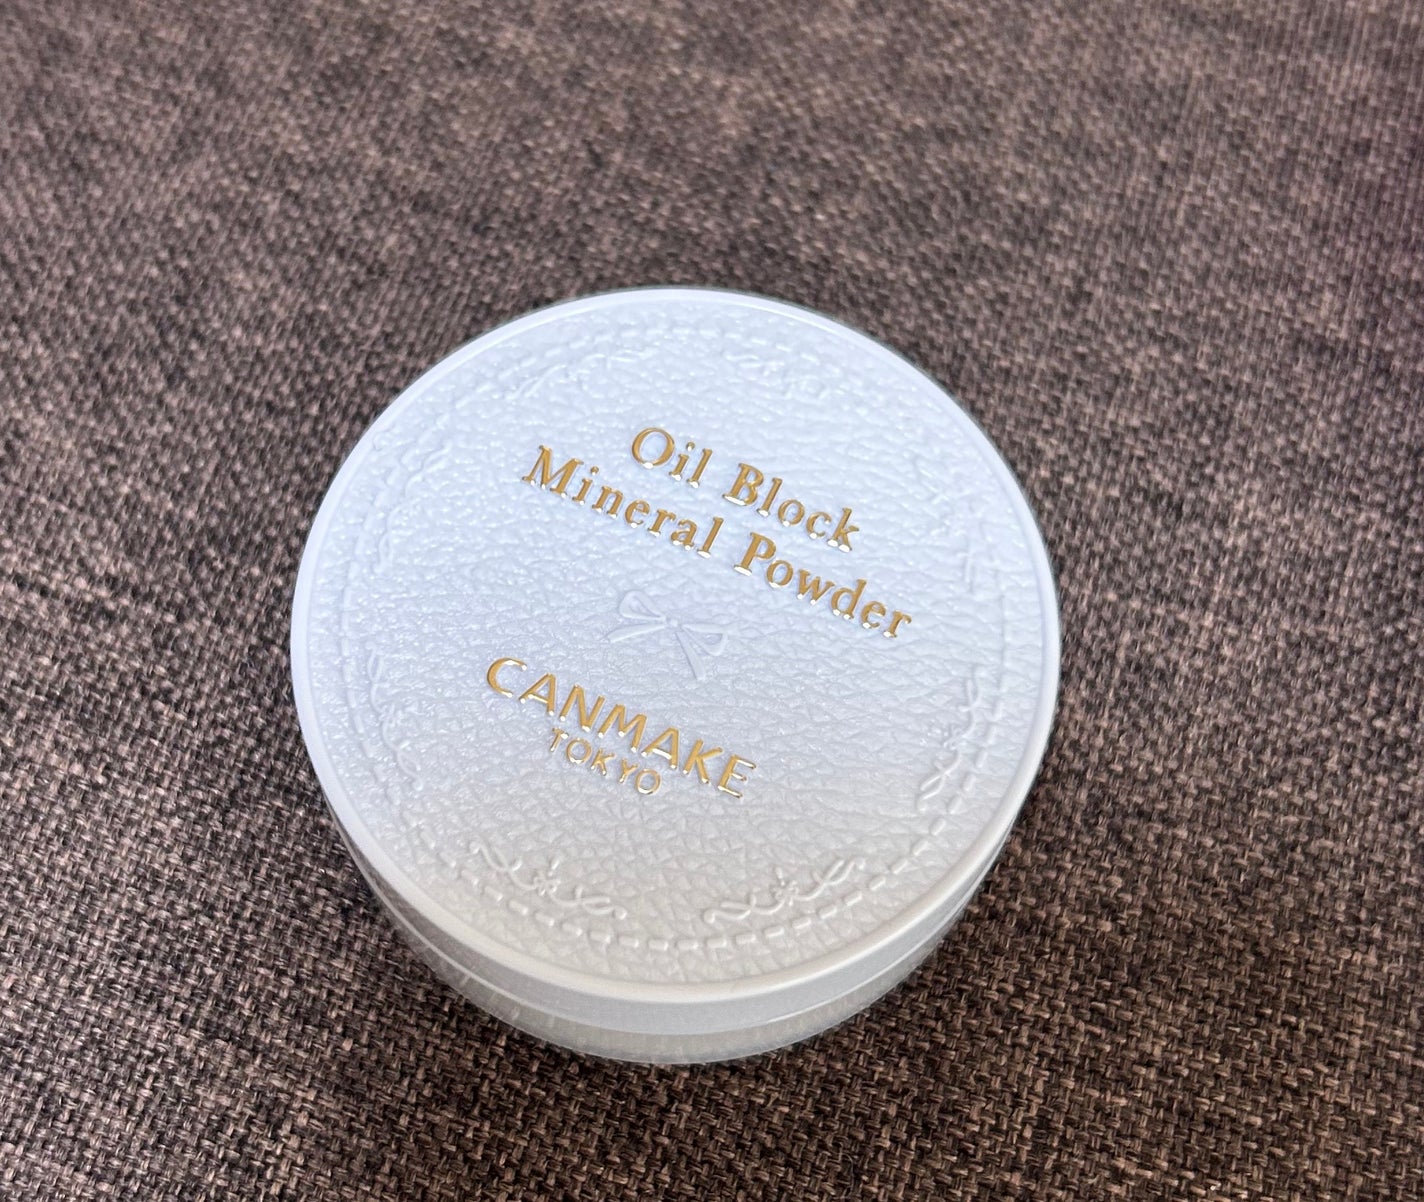 Oil Block
Mineral Powder
CANMAKE
TOKYO